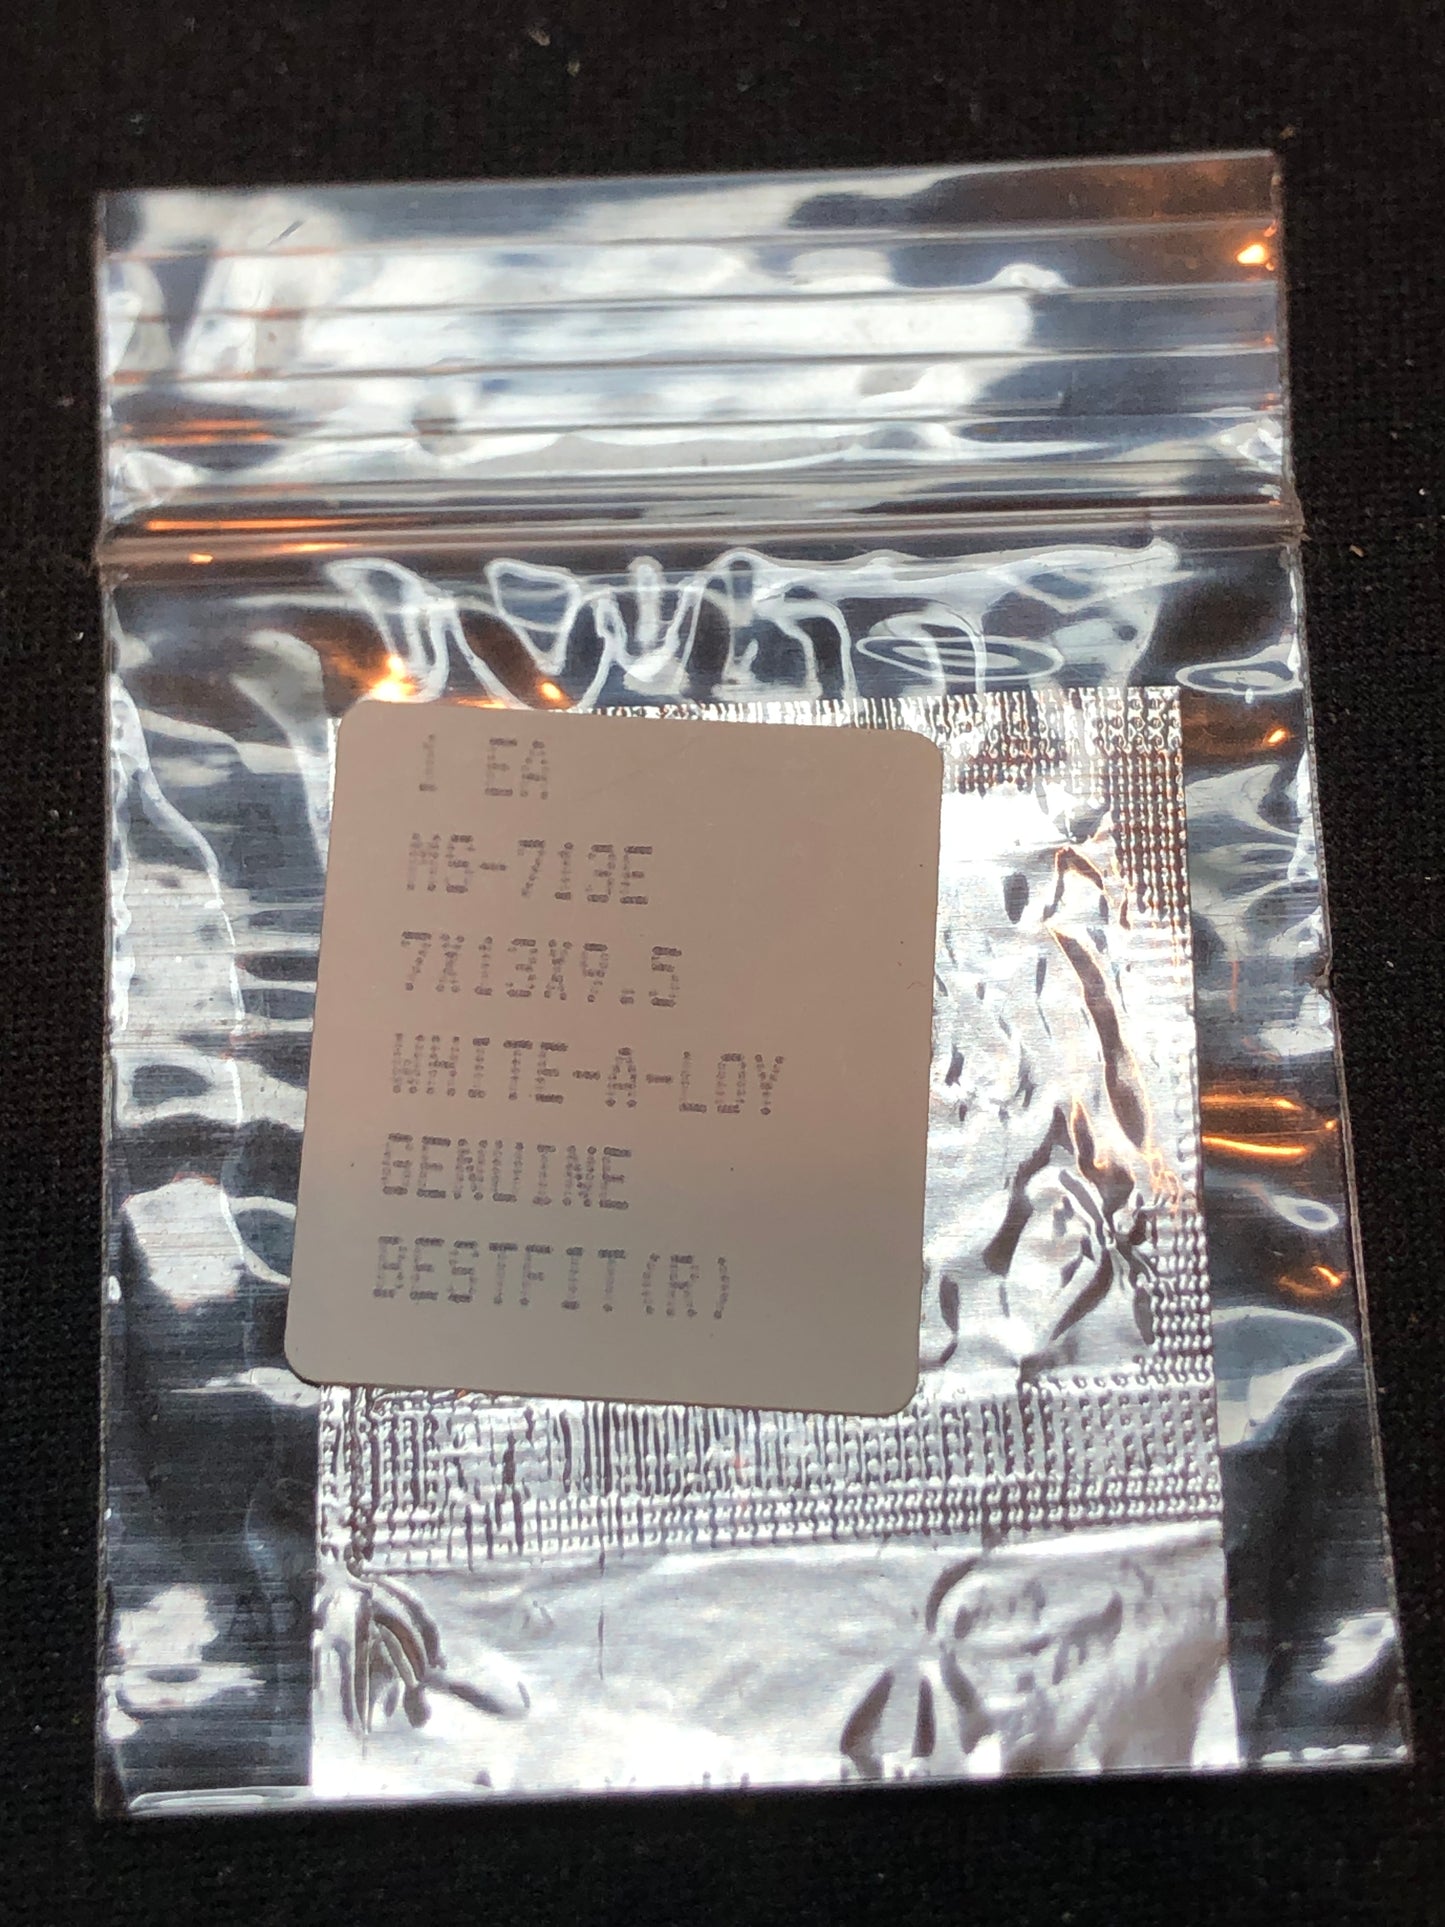 1 EA
MS-713E
7X13X9.5
WHITE-A-LOY
GENUINE
BESTFIT(R)